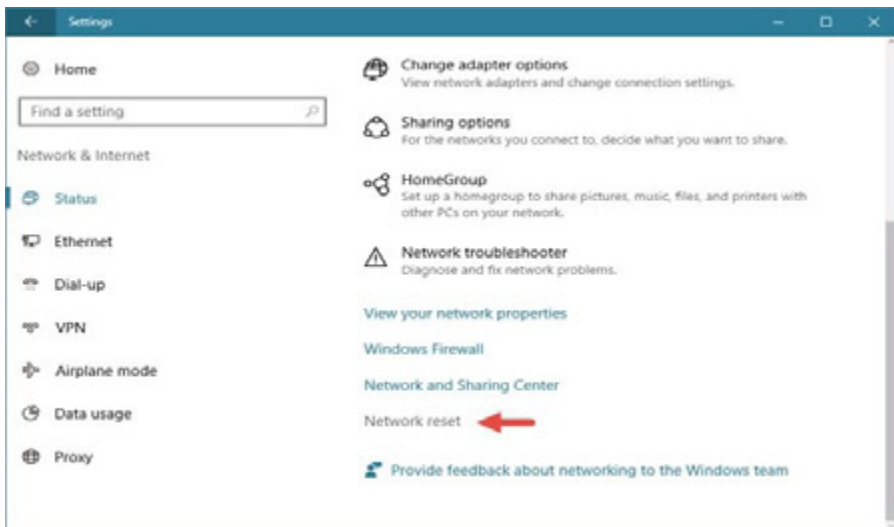 Settings
Home
Find a setting
Network & Internet
Status
Ethernet
Dial-up
VPN
Airplane mode
Data usage
Proxy
Change adapter options
View network adapters and change connection settings.
Sharing options
For the networks you connect to, decide what you want to share.
HomeGroup
Set up a homegroup to share pictures, music, files, and printers with
other PCs on your network.
Network troubleshooter
Diagnose and fix network problems.
View your network properties
Windows Firewall
Network and Sharing Center
Network reset
Provide feedback about networking to the Windows team